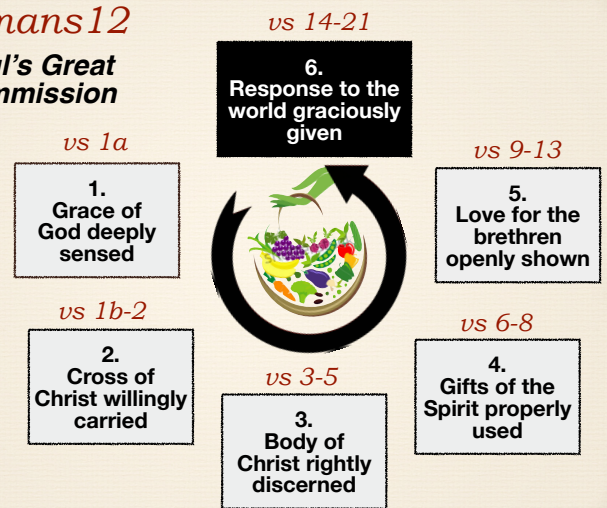 mans12
l's Great
mmission
vs 14-21
6.
Response to the
world graciously
given
vs 1a
1.
Grace of
God deeply
sensed
vs 9-13
5.
Love for the
brethren
openly shown
vs 1b-2
2.
Cross of
Christ willingly
carried
vs 6-8
4.
Gifts of the
Spirit properly
used
vs 3-5
3.
Body of
Christ rightly
discerned